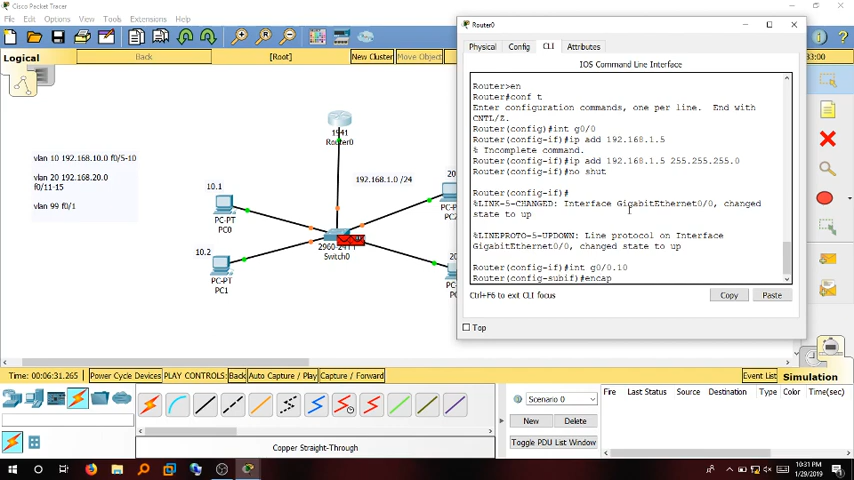 Cisco Packet Tracer
File Edit Options View Tools Extensions Help
Logical
Back
[Root]
New Cluster
Move Object
33:00
vlan 10 192.168.10.0 f0/5-10
vlan 20 192.168.20.0
f0/11-15
vlan 99 f0/1
1941
Router0
192.168.1.0 /24
10.1
PC-PT
PC0
10.2
PC-PT
PC1
2960-24TT
Switch0
20
PC-PT
PC2
20
PC-PT
Router0
Physical Config CLI Attributes
IOS Command Line Interface
Router>en
Router#conf t
Enter configuration commands, one per line. End with
CNTL/Z.
Router(config)#int g0/0
Router(config-if)#ip add 192.168.1.5
% Incomplete command.
Router(config-if)#ip add 192.168.1.5 255.255.255.0
Router(config-if)#no shut
Router(config-if)#
%LINK-5-CHANGED: Interface GigabitEthernet0/0, changed
state to up
%LINEPROTO-5-UPDOWN: Line protocol on Interface
GigabitEthernet0/0, changed state to up
Router(config-if)#int g0/0.10
Router(config-subif)#encap
Ctrl+F6 to exit CLI focus
Copy
Paste
Top
Time: 00:06:31.265
Power Cycle Devices
PLAY CONTROLS:
Back
Auto Capture / Play
Capture / Forward
Event List
Simulation
Scenario 0
New
Delete
Toggle PDU List Window
Fire Last Status Source Destination Type Color Time(sec)
Copper Straight-Through
10:31 PM
1/29/2019